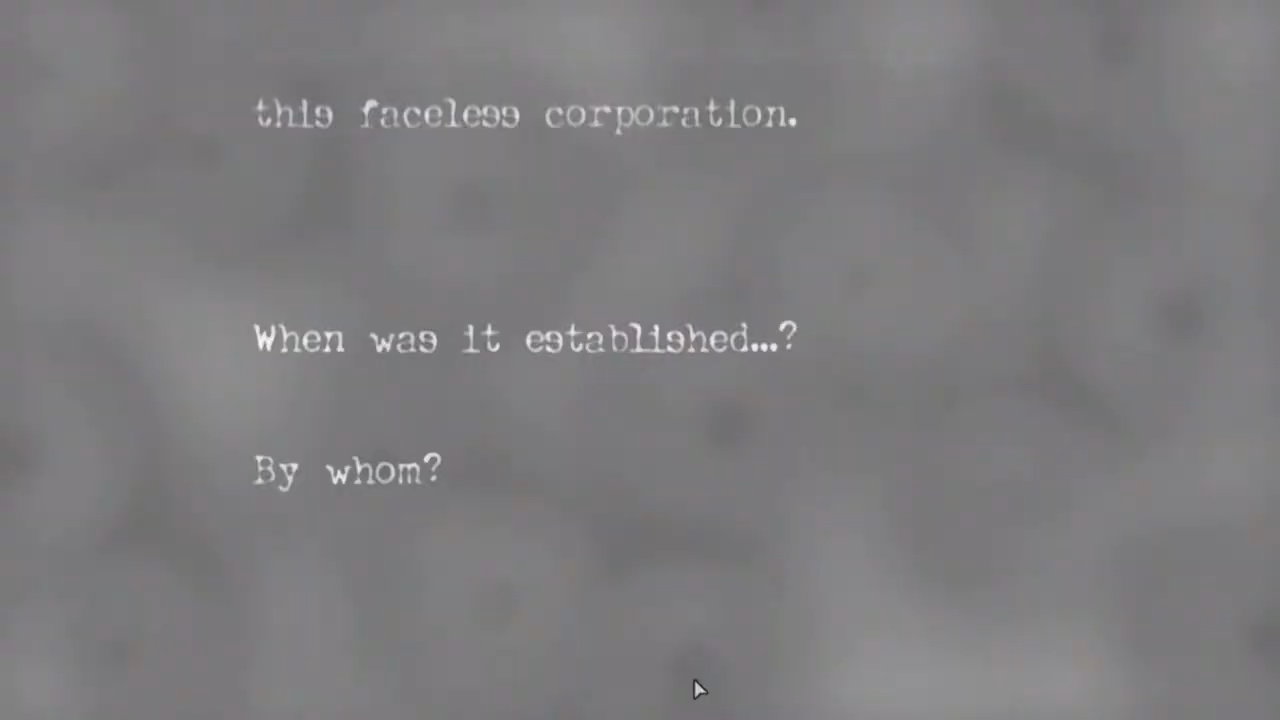 this faceless corporation.
When was it established...?
By whom?